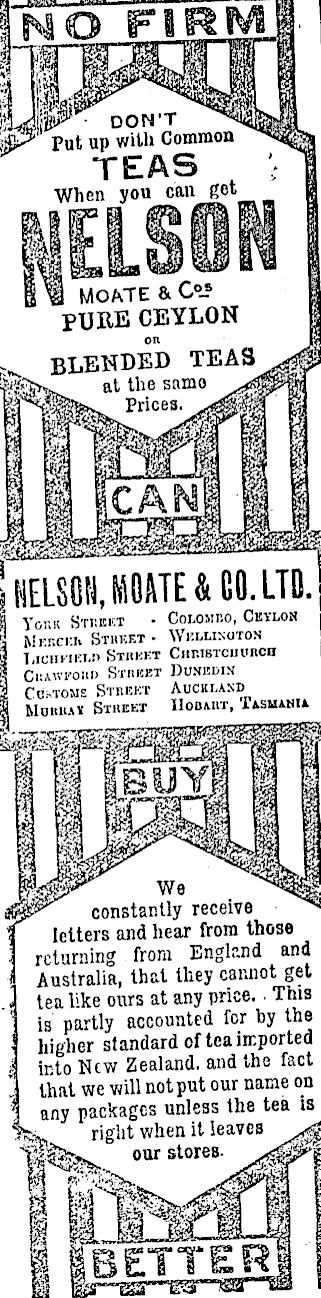 NO FIRM
DON'T
Put up with Common
TEAS
When you can get
NELSON
MOATE & Cos
PURE CEYLON
OR
BLENDED TEAS
at the same
Prices.
CAN
NELSON, MOATE & CO. LTD.
YORK STREET - COLOMBO, CEYLON
MERCER STREET - WELLINGTON
LICHFIELD STREET CHRISTCHURCH
CRAWFORD STREET DUNEDIN
CUSTOMS STREET AUCKLAND
MURRAY STREET HOBART, TASMANIA
BUY
We
constantly receive
letters and hear from those
returning from England and
Australia, that they cannot get
tea like ours at any price. This
is partly accounted for by the
higher standard of tea imported
into New Zealand, and the fact
that we will not put our name on
any packages unless the tea is
right when it leaves
our stores.
BETTER